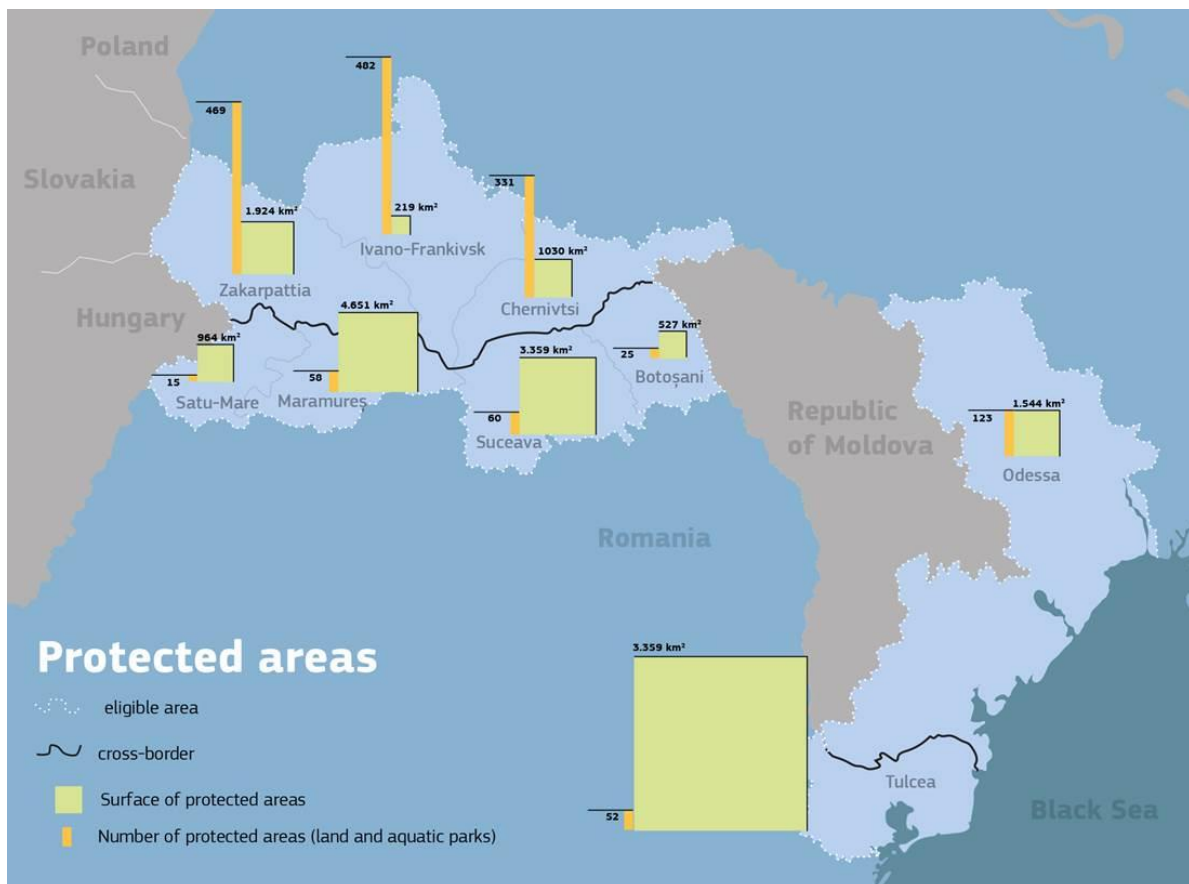 Poland
482
469
Slovakia
331
1.924 km²
219 km²
Ivano-Frankivsk
1030 km²
Zakarpattia
Chernivtsi
Hungary
4.651 km²
964 km²
527 km²
3.359 km²
25
15
58
Botoșani
Satu-Mare
Maramureș
60
Suceava
Republic
of Moldova
1.544 km²
123
Odessa
Romania
Protected areas
3.359 km²
eligible area
cross-border
Tulcea
Surface of protected areas
52
Black Sea
Number of protected areas (land and aquatic parks)